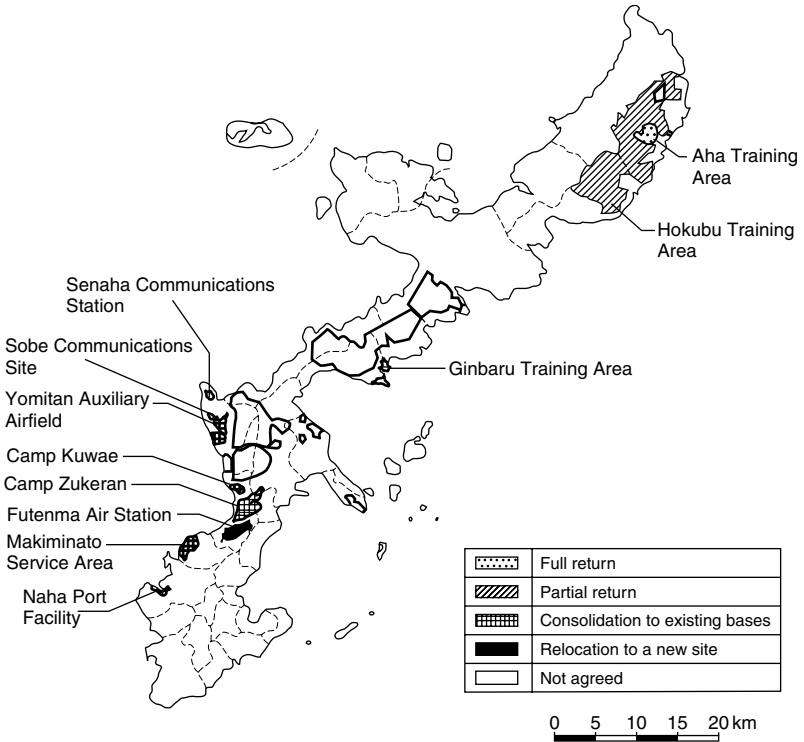 Aha Training
Area
Hokubu Training
Area
Senaha Communications
Station
Sobe Communications
Site
Ginbaru Training Area
Yomitan Auxiliary
Airfield
Camp Kuwae
Camp Zukeran
Futenma Air Station
Makiminato
Service Area
Naha Port
Facility
Full return
Partial return
Consolidation to existing bases
Relocation to a new site
Not agreed
0 5 10 15 20 km